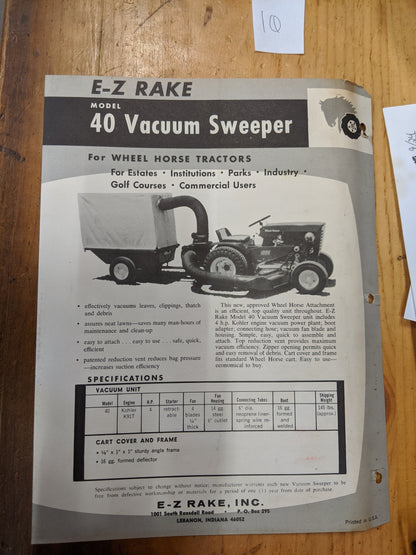 10
E-Z RAKE
MODEL
40 Vacuum Sweeper
For WHEEL HORSE TRACTORS
For Estates • Institutions • Parks • Industry •
Golf Courses • Commercial Users
• effectively vacuums leaves, clippings, thatch
and debris
• assures neat lawns—saves many man-hours of
maintenance and clean-up
• easy to attach . . . easy to use . . . safe, quick,
efficient
• patented reduction vent reduces bag pressure
—increases suction efficiency
This new, approved Wheel Horse Attachment
is an efficient, top quality unit throughout. E-Z
Rake Model 40 Vacuum Sweeper unit includes
4 h.p. Kohler engine vacuum power plant; boot
adapter; connecting hose; vacuum fan blade and
housing. Simple, easy, quick to assemble and
attach. Top reduction vent provides maximum
vacuum efficiency. Zipper opening permits quick
and easy removal of debris. Cart cover and frame
fits standard Wheel Horse cart. Easy to use—
economical to buy.
SPECIFICATIONS
VACUUM UNIT
Model Engine H.P. Starter Fan Fan Housing Connecting Tubes Boot Shipping Weight
40 Kohler K91T 4 retract-able 4 blades ¼" thick 14 ga. steel 6" outlet 6" dia. neoprene liner-spring wire re-inforced 16 ga. formed and welded 145 lbs. (approx.)
CART COVER AND FRAME
• 16 ga. formed deflector
Specifications subject to change without notice: manufacturer warrants each new Vacuum Sweeper to be
free from defective workmanship or materials for a period of one (1) year from date of purchase.
E-Z RAKE, INC.
1001 South Ransdell Road • P. O. Box 295
LEBANON, INDIANA 46052
Printed in U.S.A.